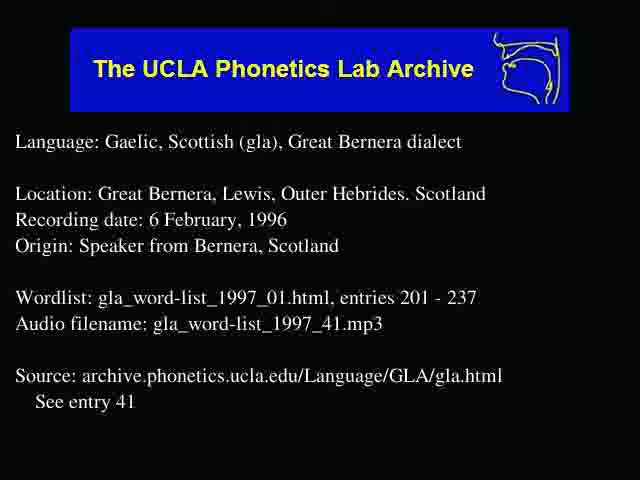 The UCLA Phonetics Lab Archive
Language: Gaelic, Scottish (gla), Great Bernera dialect
Location: Great Bernera, Lewis, Outer Hebrides. Scotland
Recording date: 6 February, 1996
Origin: Speaker from Bernera, Scotland
Wordlist: gla_word-list_1997_01.html, entries 201 - 237
Audio filename: gla_word-list_1997_41.mp3
Source: archive.phonetics.ucla.edu/Language/GLA/gla.html
See entry 41